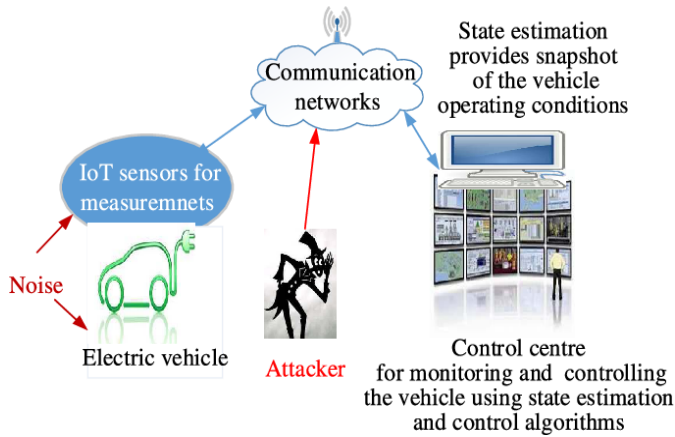 State estimation
provides snapshot
of the vehicle
operating conditions
Communication
networks
IoT sensors for
measuremnets
Noise
Electric vehicle
Attacker
Control centre
for monitoring and controlling
the vehicle using state estimation
and control algorithms